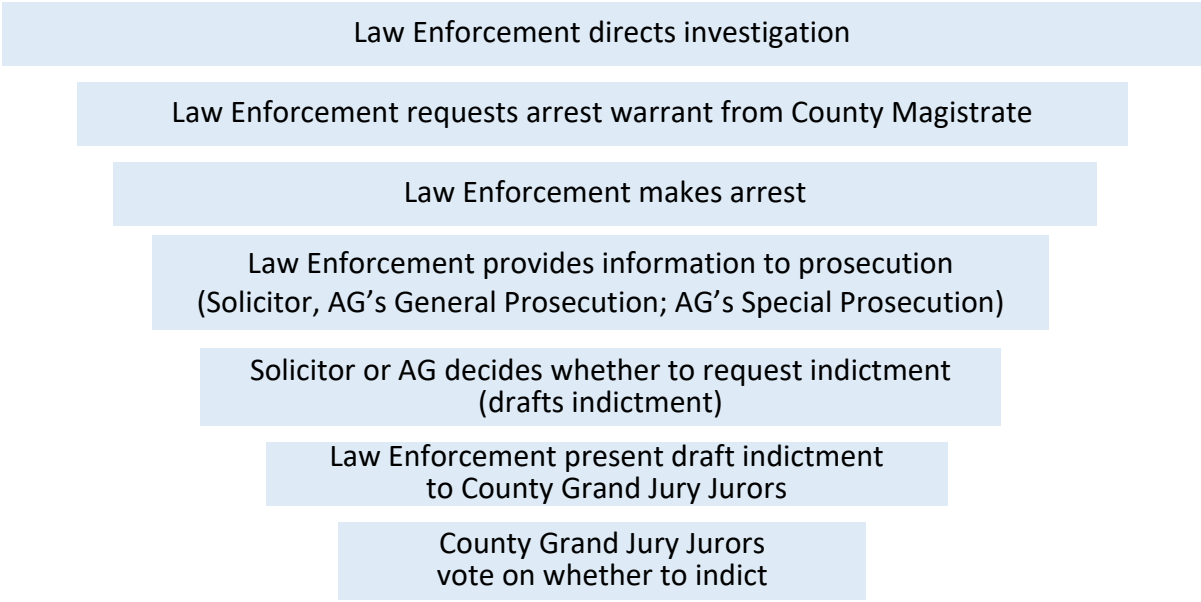 Law Enforcement directs investigation
Law Enforcement requests arrest warrant from County Magistrate
Law Enforcement makes arrest
Law Enforcement provides information to prosecution
(Solicitor, AG’s General Prosecution; AG’s Special Prosecution)
Solicitor or AG decides whether to request indictment
(drafts indictment)
Law Enforcement present draft indictment
to County Grand Jury Jurors
County Grand Jury Jurors
vote on whether to indict